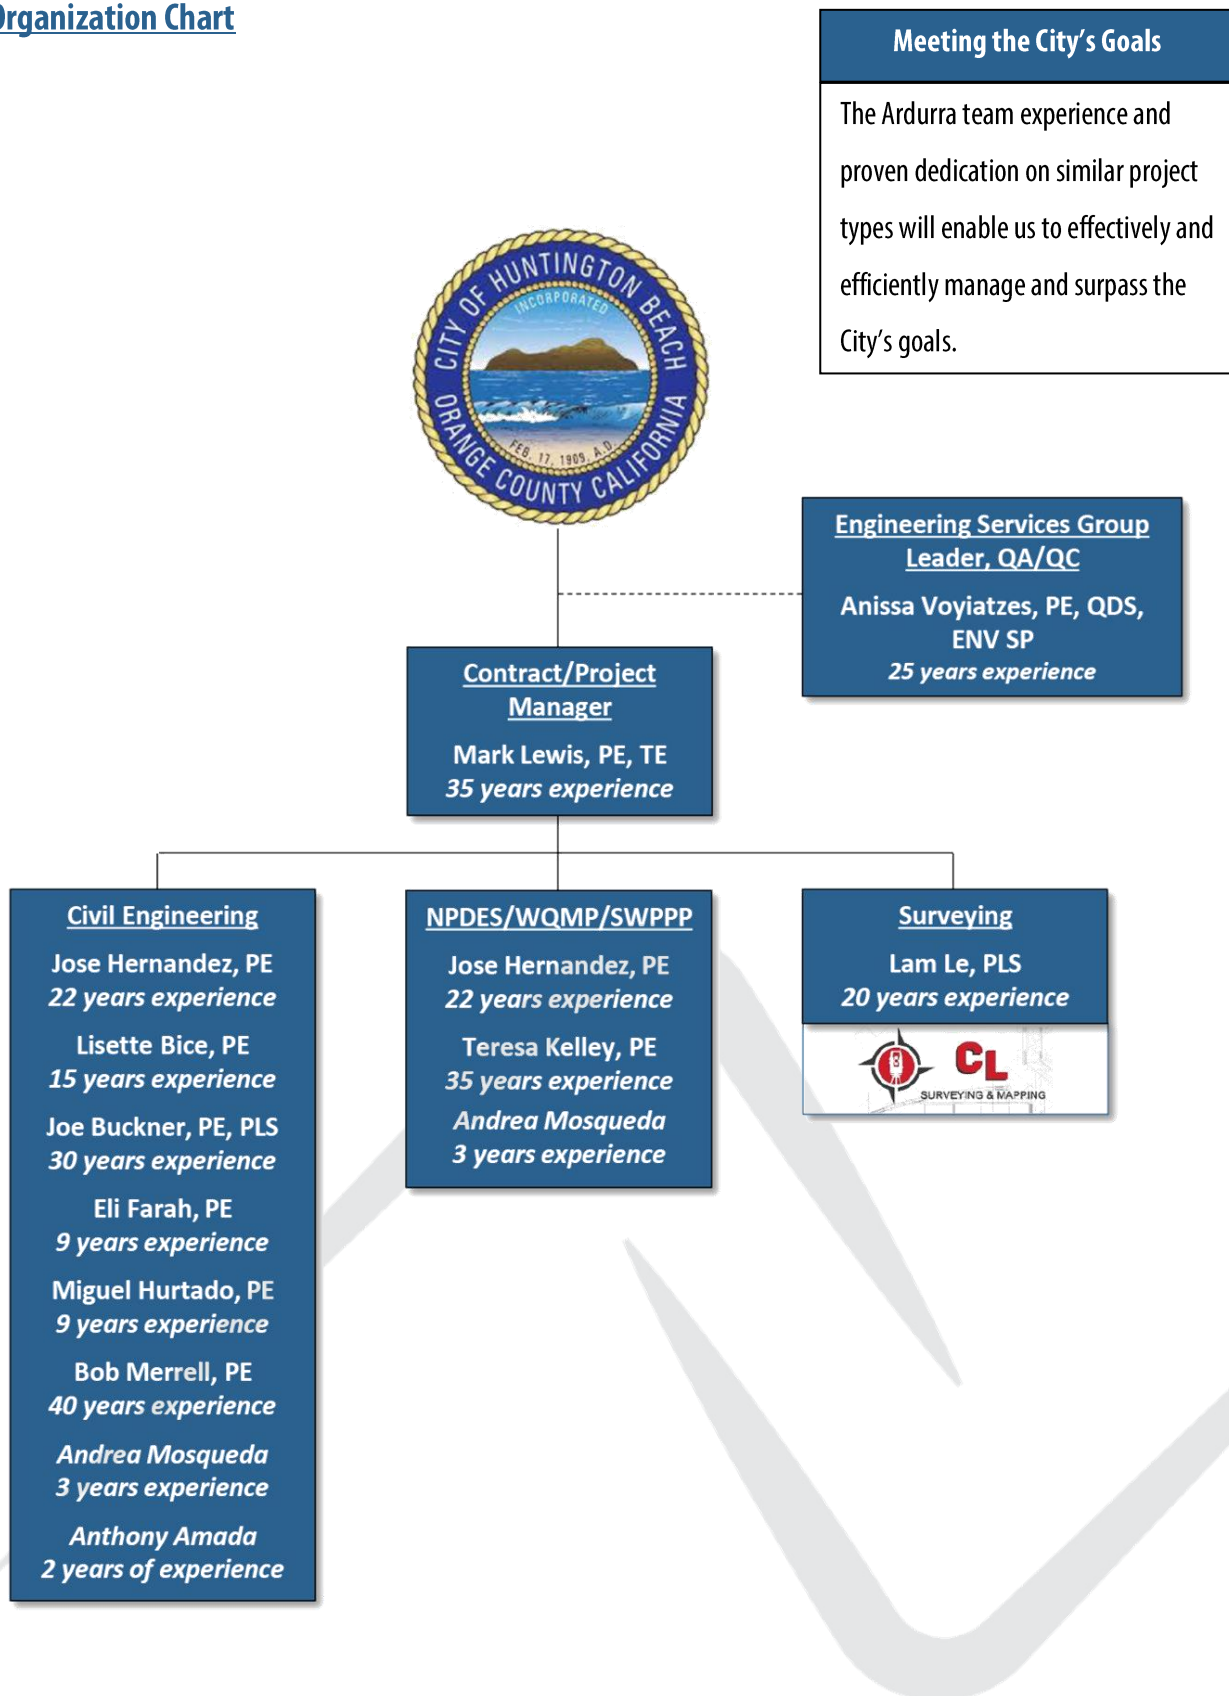 Organization Chart
Meeting the City's Goals
The Ardurra team experience and
proven dedication on similar project
types will enable us to effectively and
efficiently manage and surpass the
City's goals.
CITY OF HUNTINGTON BEACH
INCORPORATED
FEB. 17, 1909, A.D.
ORANGE COUNTY CALIFORNIA
Engineering Services Group
Leader, QA/QC
Anissa Voyiatzes, PE, QDS,
ENV SP
25 years experience
Contract/Project
Manager
Mark Lewis, PE, TE
35 years experience
Civil Engineering
Jose Hernandez, PE
22 years experience
Lisette Bice, PE
15 years experience
Joe Buckner, PE, PLS
30 years experience
Eli Farah, PE
9 years experience
Miguel Hurtado, PE
9 years experience
Bob Merrell, PE
40 years experience
Andrea Mosqueda
3 years experience
Anthony Amada
2 years of experience
NPDES/WQMP/SWPPP
Jose Hernandez, PE
22 years experience
Teresa Kelley, PE
35 years experience
Andrea Mosqueda
3 years experience
Surveying
Lam Le, PLS
20 years experience
CL
SURVEYING & MAPPING